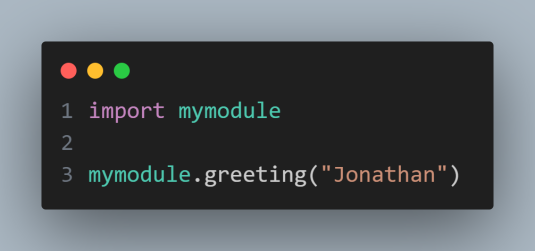 1 import mymodule
2
3 mymodule.greeting("Jonathan")